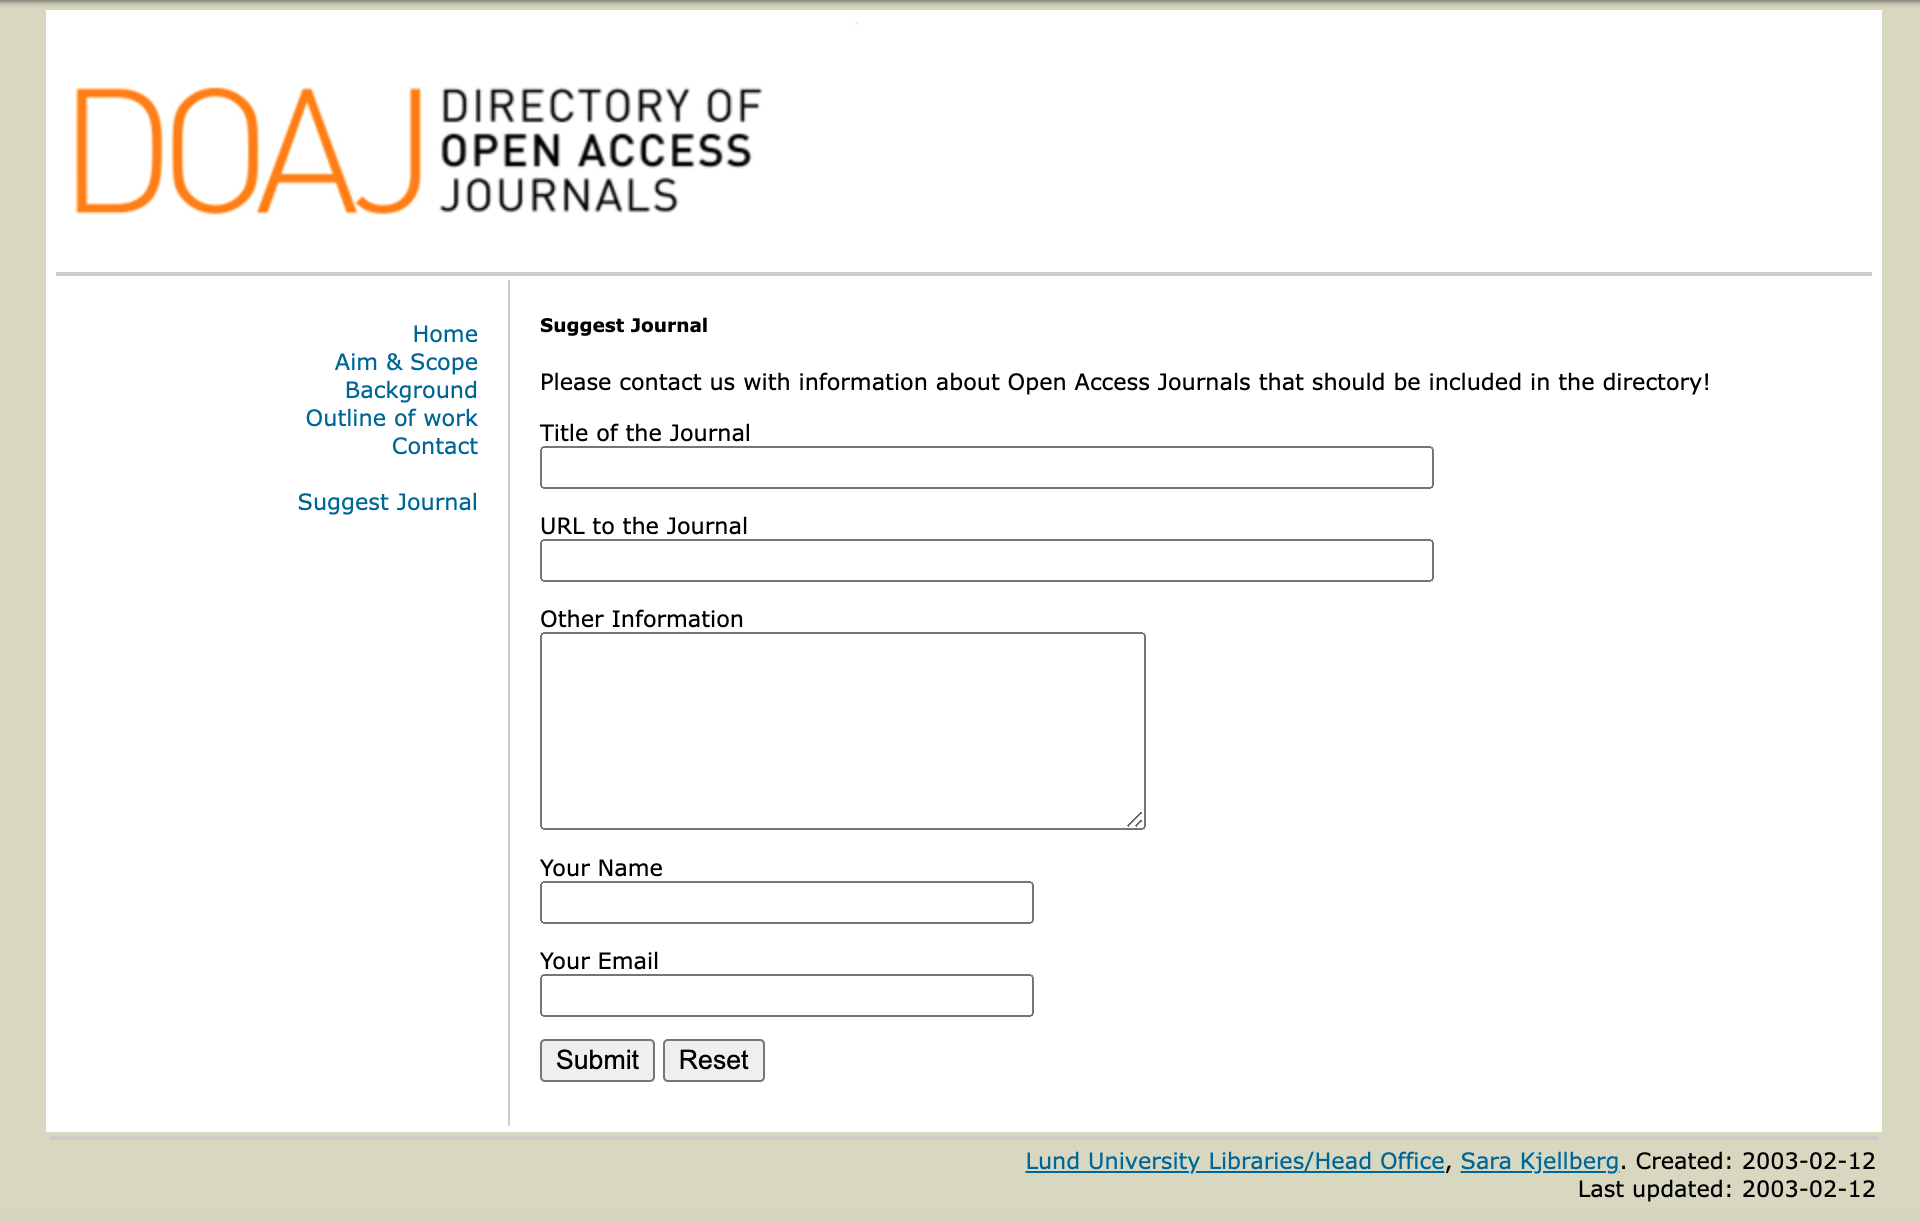 DOAJ
DIRECTORY OF
OPEN ACCESS
JOURNALS
Home
Aim & Scope
Background
Outline of work
Contact
Suggest Journal
Suggest Journal
Please contact us with information about Open Access Journals that should be included in the directory!
Title of the Journal
URL to the Journal
Other Information
Your Name
Your Email
Submit Reset
Lund University Libraries/Head Office, Sara Kjellberg. Created: 2003-02-12
Last updated: 2003-02-12